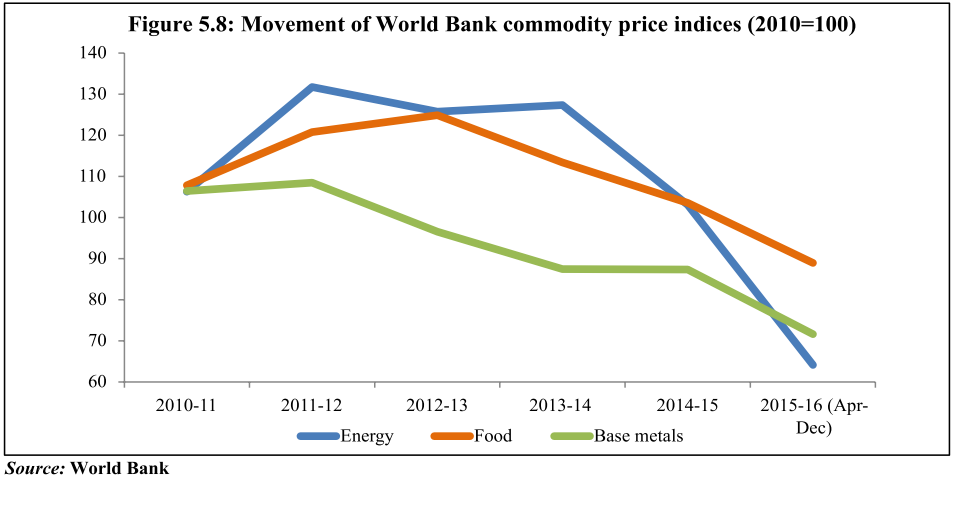 Figure 5.8: Movement of World Bank commodity price indices (2010=100)
140
130
120
110
100
90
80
70
60
2010-11 2011-12 2012-13 2013-14 2014-15 2015-16 (Apr-
Dec)
Energy Food Base metals
Source: World Bank